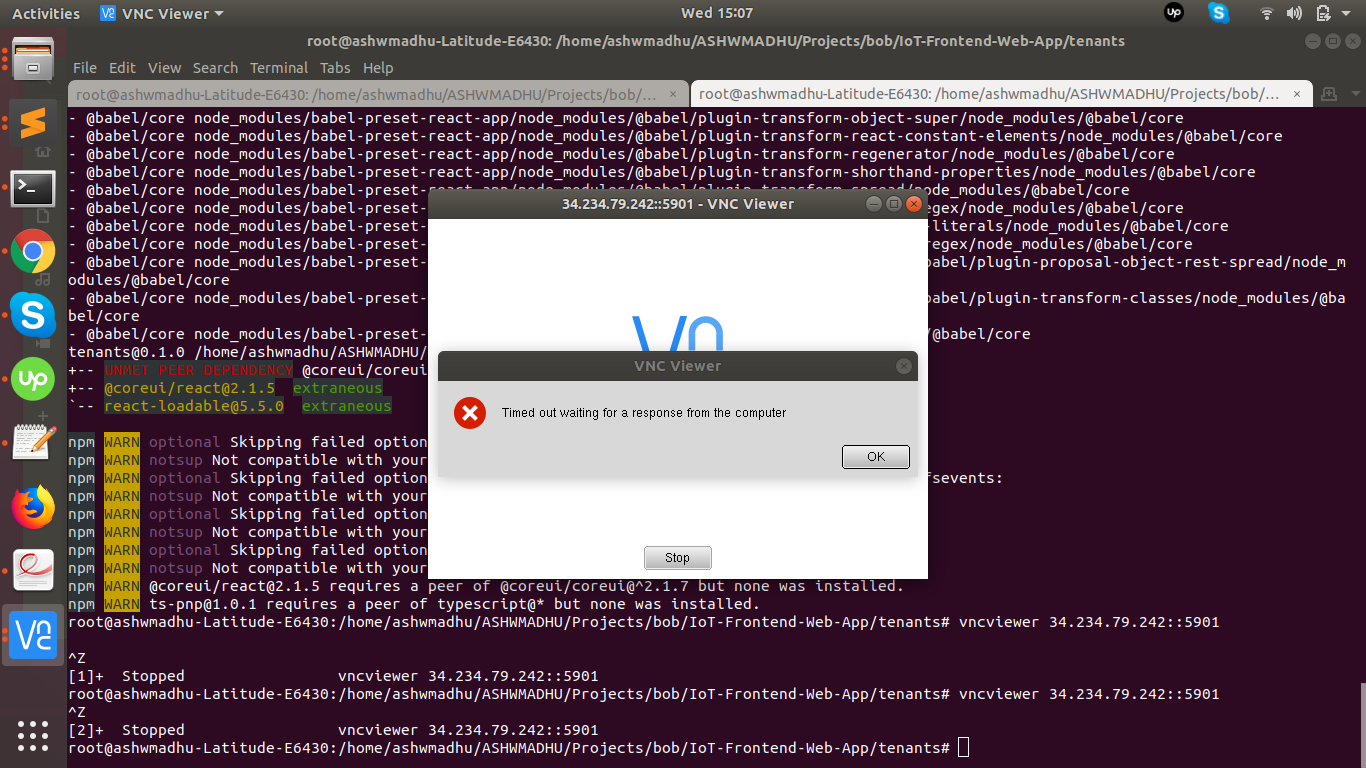 Activities VNC Viewer Wed 15:07
root@ashwmadhu-Latitude-E6430: /home/ashwmadhu/ASHWMADHU/Projects/bob/IoT-Frontend-Web-App/tenants
File Edit View Search Terminal Tabs Help
root@ashwmadhu-Latitude-E6430: /home/ashwmadhu/ASHWMADHU/Projects/bob/... × root@ashwmadhu-Latitude-E6430: /home/ashwmadhu/ASHWMADHU/Projects/bob/... ×
- @babel/core node_modules/babel-preset-react-app/node_modules/@babel/plugin-transform-object-super/node_modules/@babel/core
- @babel/core node_modules/babel-preset-react-app/node_modules/@babel/plugin-transform-react-constant-elements/node_modules/@babel/core
- @babel/core node_modules/babel-preset-react-app/node_modules/@babel/plugin-transform-regenerator/node_modules/@babel/core
- @babel/core node_modules/babel-preset-react-app/node_modules/@babel/plugin-transform-shorthand-properties/node_modules/@babel/core
- @babel/core node_modules/babel-preset-react-app/node_modules/@babel/plugin-transform-spread/node_modules/@babel/core
- @babel/core node_modules/babel-preset- egex/node_modules/@babel/core
- @babel/core node_modules/babel-preset- -literals/node_modules/@babel/core
- @babel/core node_modules/babel-preset- regex/node_modules/@babel/core
- @babel/core node_modules/babel-preset- abel/plugin-proposal-object-rest-spread/node_m
odules/@babel/core
- @babel/core node_modules/babel-preset- abel/plugin-transform-classes/node_modules/@ba
bel/core
- @babel/core node_modules/babel-preset- /@babel/core
tenants@0.1.0 /home/ashwmadhu/ASHWMADHU/
+-- UNMET PEER DEPENDENCY @coreui/coreui
+-- @coreui/react@2.1.5 extraneous
`-- react-loadable@5.5.0 extraneous
npm WARN optional Skipping failed option
npm WARN notsup Not compatible with your
npm WARN optional Skipping failed option fsevents:
npm WARN notsup Not compatible with your
npm WARN optional Skipping failed option
npm WARN notsup Not compatible with your
npm WARN optional Skipping failed option
npm WARN notsup Not compatible with your
npm WARN @coreui/react@2.1.5 requires a peer of @coreui/coreui@^2.1.7 but none was installed.
npm WARN ts-pnp@1.0.1 requires a peer of typescript@* but none was installed.
root@ashwmadhu-Latitude-E6430:/home/ashwmadhu/ASHWMADHU/Projects/bob/IoT-Frontend-Web-App/tenants# vncviewer 34.234.79.242::5901
^Z
[1]+ Stopped vncviewer 34.234.79.242::5901
root@ashwmadhu-Latitude-E6430:/home/ashwmadhu/ASHWMADHU/Projects/bob/IoT-Frontend-Web-App/tenants# vncviewer 34.234.79.242::5901
^Z
[2]+ Stopped vncviewer 34.234.79.242::5901
root@ashwmadhu-Latitude-E6430:/home/ashwmadhu/ASHWMADHU/Projects/bob/IoT-Frontend-Web-App/tenants#
34.234.79.242::5901 - VNC Viewer
VNC Viewer
Timed out waiting for a response from the computer
OK
Stop